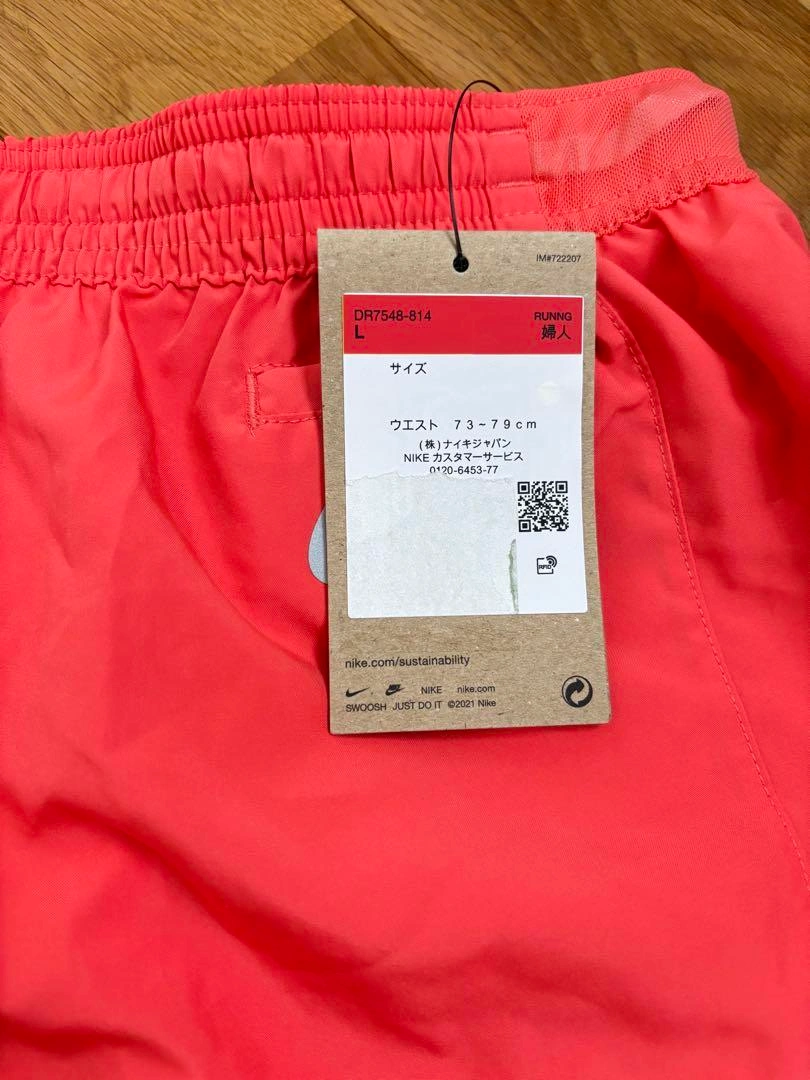 IM#722207
DR7548-814
RUNNG
L
婦人
サイズ
ウエスト 73~79cm
(株)ナイキジャパン
NIKE カスタマーサービス
0120-6453-77
RFID
nike.com/sustainability
NIKE nike.com
SWOOSH JUST DO IT ©2021 Nike